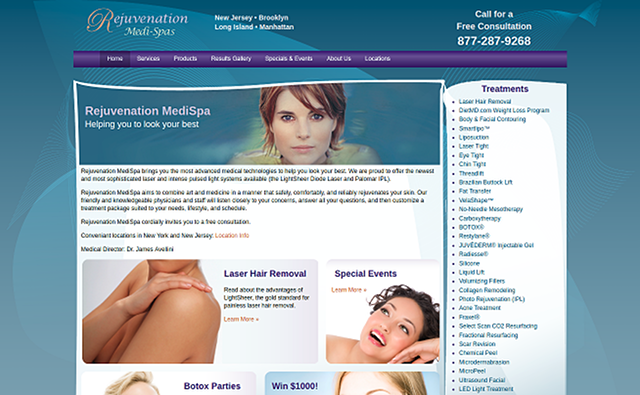 Rejuvenation
Medi-Spas
New Jersey • Brooklyn
Long Island • Manhattan
Call for a
Free Consultation
877-287-9268
Home Services Products Results Gallery Specials & Events About Us Locations
Rejuvenation MediSpa
Helping you to look your best
Rejuvenation MediSpa brings you the most advanced medical technologies to help you look your best. We are proud to offer the newest
and most sophisticated laser and intense pulsed light systems available (the LightSheer Diode Laser and Palomar IPL).
Rejuvenation MediSpa aims to combine art and medicine in a manner that safely, comfortably, and reliably rejuvenates your skin. Our
friendly and knowledgeable physicians and staff will listen closely to your concerns, answer all your questions, and then customize a
treatment package suited to your needs, lifestyle, and schedule.
Rejuvenation MediSpa cordially invites you to a free consultation.
Convenient locations in New York and New Jersey: Location Info
Medical Director: Dr. James Avellini
Laser Hair Removal
Read about the advantages of
LightSheer, the gold standard for
painless laser hair removal.
Learn More »
Special Events
Learn More »
Botox Parties
Win $1000!
Treatments
Laser Hair Removal
DietMD.com Weight Loss Program
Body & Facial Contouring
Smartlipo™
Liposuction
Laser Tight
Eye Tight
Chin Tight
Threadlift
Brazilian Buttock Lift
Fat Transfer
VelaShape™
No-Needle Mesotherapy
Carboxytherapy
BOTOX®
Restylane®
JUVÉDERM® Injectable Gel
Radiesse®
Silicone
Liquid Lift
Volumizing Fillers
Collagen Remodeling
Photo Rejuvenation (IPL)
Acne Treatment
Fraxel®
Select Scan CO2 Resurfacing
Fractional Resurfacing
Scar Revision
Chemical Peel
Microdermabrasion
MicroPeel
Ultrasound Facial
LED Light Treatment